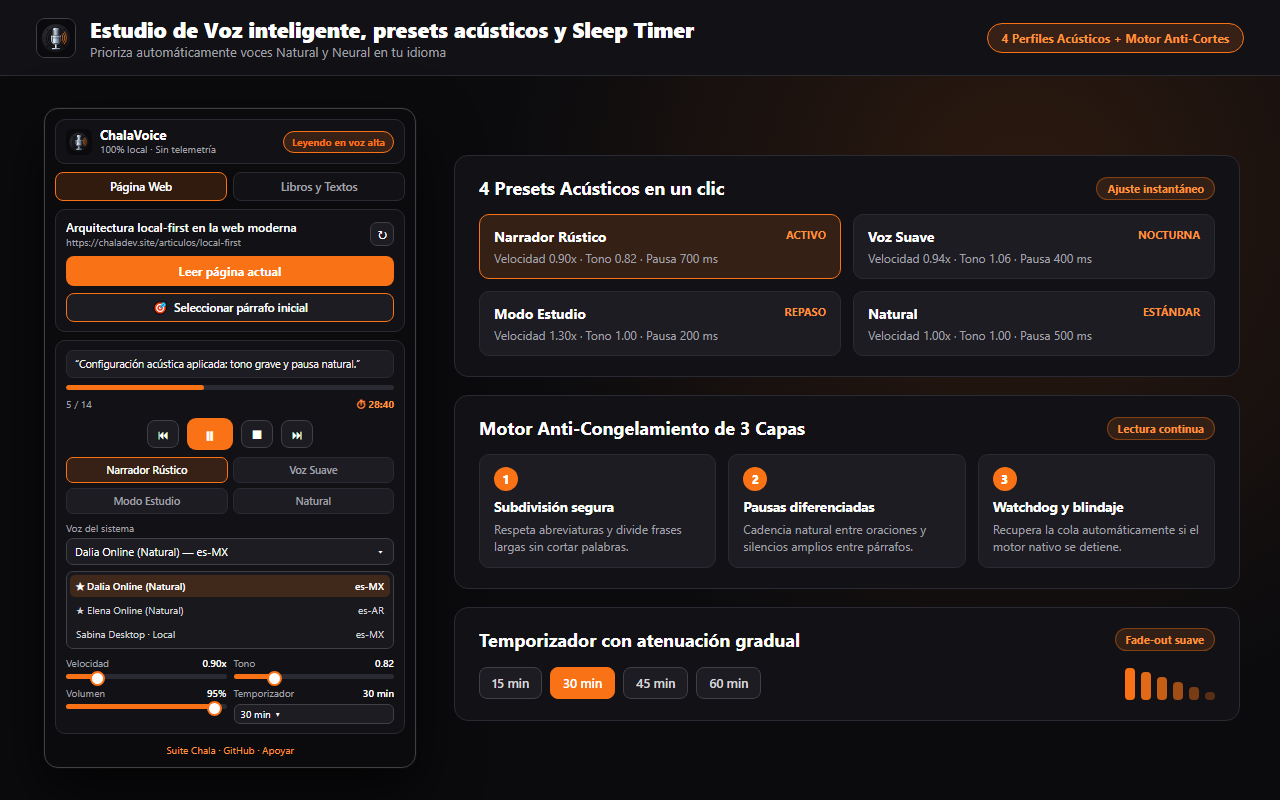 Estudio de Voz inteligente, presets acústicos y Sleep Timer
Prioriza automáticamente voces Natural y Neural en tu idioma
4 Perfiles Acústicos + Motor Anti-Cortes
ChalaVoice
100% local · Sin telemetría
Leyendo en voz alta
Página Web
Libros y Textos
Arquitectura local-first en la web moderna
https://chaladev.site/articulos/local-first
↻
Leer página actual
🎯 Seleccionar párrafo inicial
“Configuración acústica aplicada: tono grave y pausa natural.”
5 / 14
⏱ 28:40
Narrador Rústico
Voz Suave
Modo Estudio
Natural
Voz del sistema
Dalia Online (Natural) — es-MX
★ Dalia Online (Natural) es-MX
★ Elena Online (Natural) es-AR
Sabina Desktop · Local es-MX
Velocidad 0.90x
Tono 0.82
Volumen 95%
Temporizador 30 min
30 min ▾
Suite Chala · GitHub · Apoyar
4 Presets Acústicos en un clic
Ajuste instantáneo
Narrador Rústico
ACTIVO
Velocidad 0.90x · Tono 0.82 · Pausa 700 ms
Voz Suave
NOCTURNA
Velocidad 0.94x · Tono 1.06 · Pausa 400 ms
Modo Estudio
REPASO
Velocidad 1.30x · Tono 1.00 · Pausa 200 ms
Natural
ESTÁNDAR
Velocidad 1.00x · Tono 1.00 · Pausa 500 ms
Motor Anti-Congelamiento de 3 Capas
Lectura continua
1
Subdivisión segura
Respeta abreviaturas y divide frases
largas sin cortar palabras.
2
Pausas diferenciadas
Cadencia natural entre oraciones y
silencios amplios entre párrafos.
3
Watchdog y blindaje
Recupera la cola automáticamente si el
motor nativo se detiene.
Temporizador con atenuación gradual
Fade-out suave
15 min
30 min
45 min
60 min